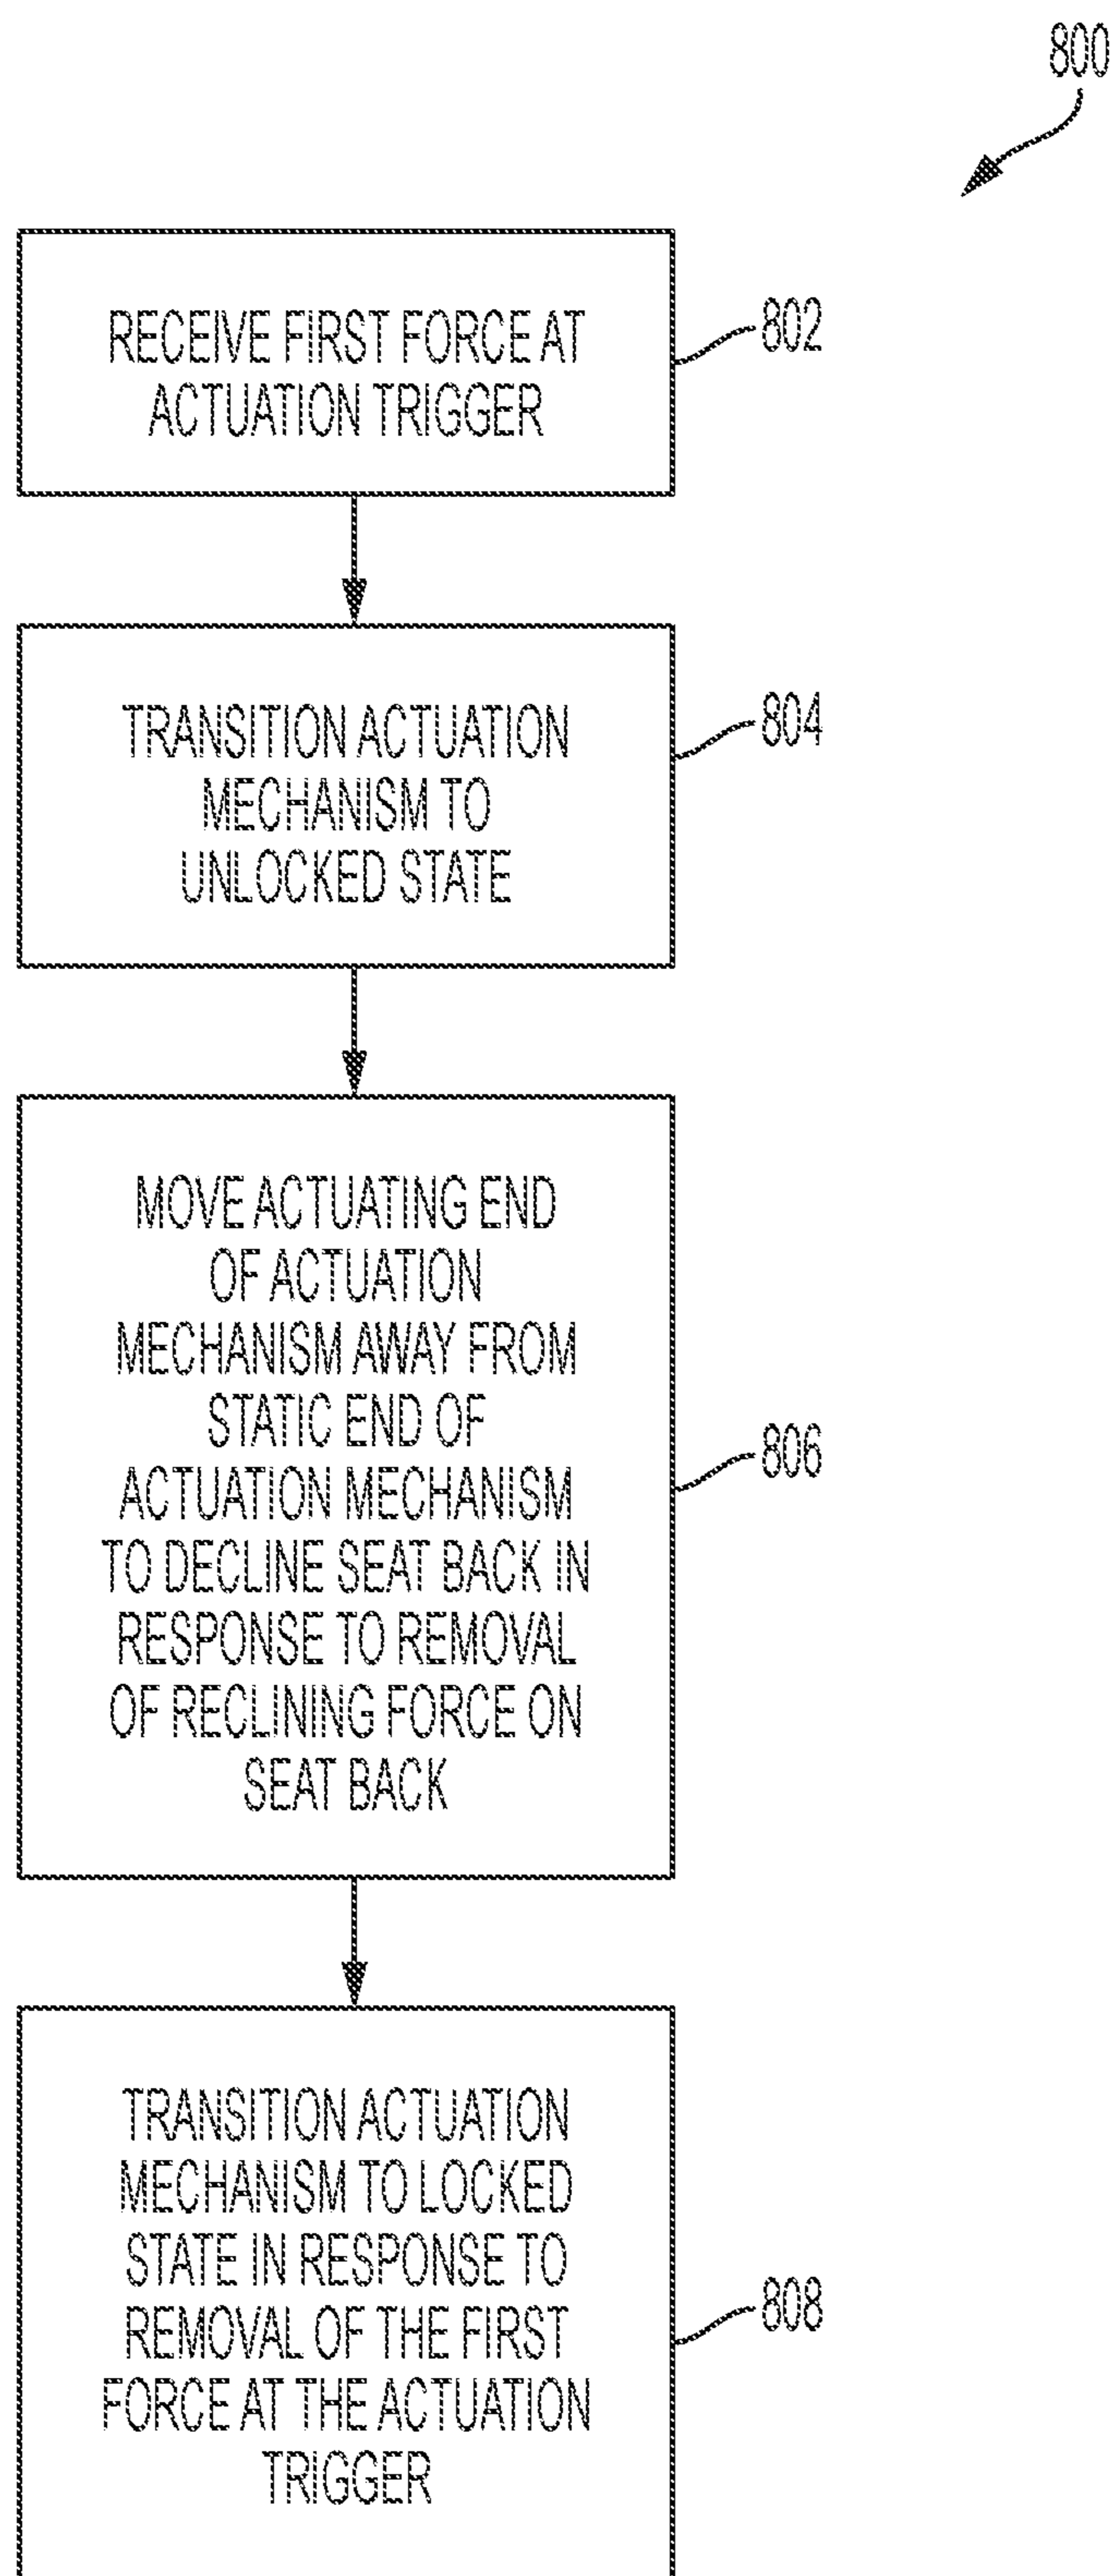 800
RECEIVE FIRST FORCE AT
ACTUATION TRIGGER
802
TRANSITION ACTUATION
MECHANISM TO
UNLOCKED STATE
804
MOVE ACTUATING END
OF ACTUATION
MECHANISM AWAY FROM
STATIC END OF
ACTUATION MECHANISM
TO DECLINE SEAT BACK IN
RESPONSE TO REMOVAL
OF RECLINING FORCE ON
SEAT BACK
806
TRANSITION ACTUATION
MECHANISM TO LOCKED
STATE IN RESPONSE TO
REMOVAL OF THE FIRST
FORCE AT THE ACTUATION
TRIGGER
808